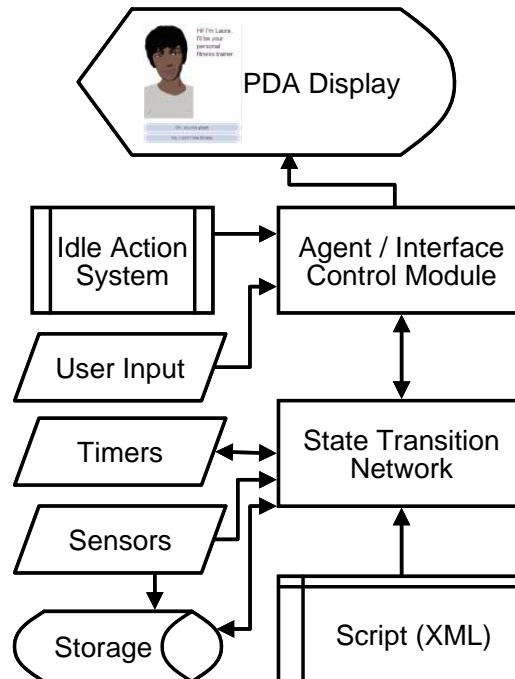 Hi! I'm Laura.
I'll be your
personal
fitness trainer
PDA Display
Idle Action
System
Agent / Interface
Control Module
User Input
Timers
State Transition
Network
Sensors
Storage
Script (XML)